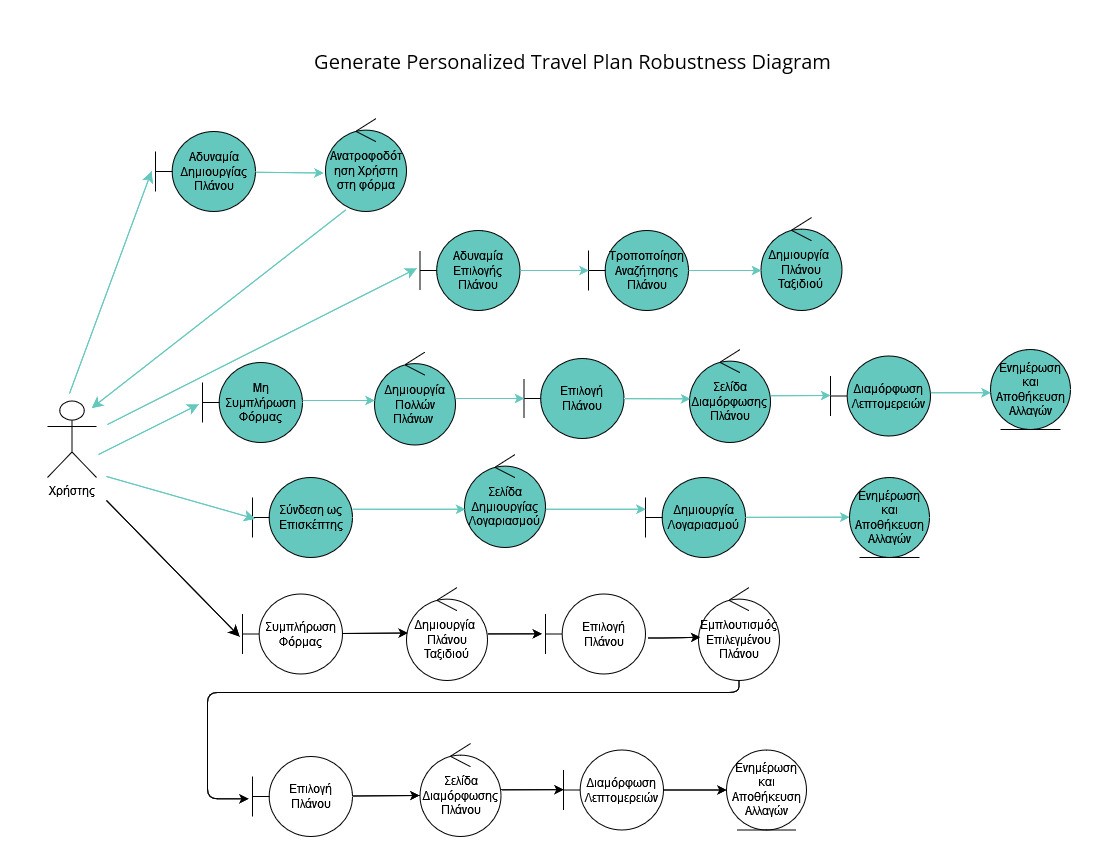 Generate Personalized Travel Plan Robustness Diagram
Αδυναμία
Δημιουργίας
Πλάνου
Ανατροφοδότ
ηση Χρήστη
στη φόρμα
Αδυναμία
Επιλογής
Πλάνου
Τροποποίηση
Αναζήτησης
Πλάνου
Δημιουργία
Πλάνου
Ταξιδιού
Μη
Συμπλήρωση
Φόρμας
Δημιουργία
Πολλών
Πλάνων
Επιλογή
Πλάνου
Σελίδα
Διαμόρφωσης
Πλάνου
Διαμόρφωση
Λεπτομερειών
Ενημέρωση
και
Αποθήκευση
Αλλαγών
Χρήστης
Σύνδεση ως
Επισκέπτης
Σελίδα
Δημιουργίας
Λογαριασμού
Δημιουργία
Λογαριασμού
Ενημέρωση
και
Αποθήκευση
Αλλαγών
Συμπλήρωση
Φόρμας
Δημιουργία
Πλάνου
Ταξιδιού
Επιλογή
Πλάνου
Εμπλουτισμός
Επιλεγμένου
Πλάνου
Επιλογή
Πλάνου
Σελίδα
Διαμόρφωσης
Πλάνου
Διαμόρφωση
Λεπτομερειών
Ενημέρωση
και
Αποθήκευση
Αλλαγών